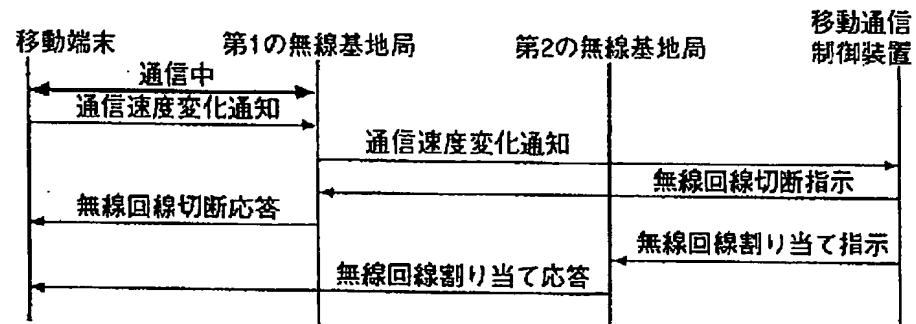 移動端末
第1の無線基地局
第2の無線基地局
移動通信
制御装置
通信中
通信速度変化通知
通信速度変化通知
無線回線切断指示
無線回線切断応答
無線回線割り当て指示
無線回線割り当て応答